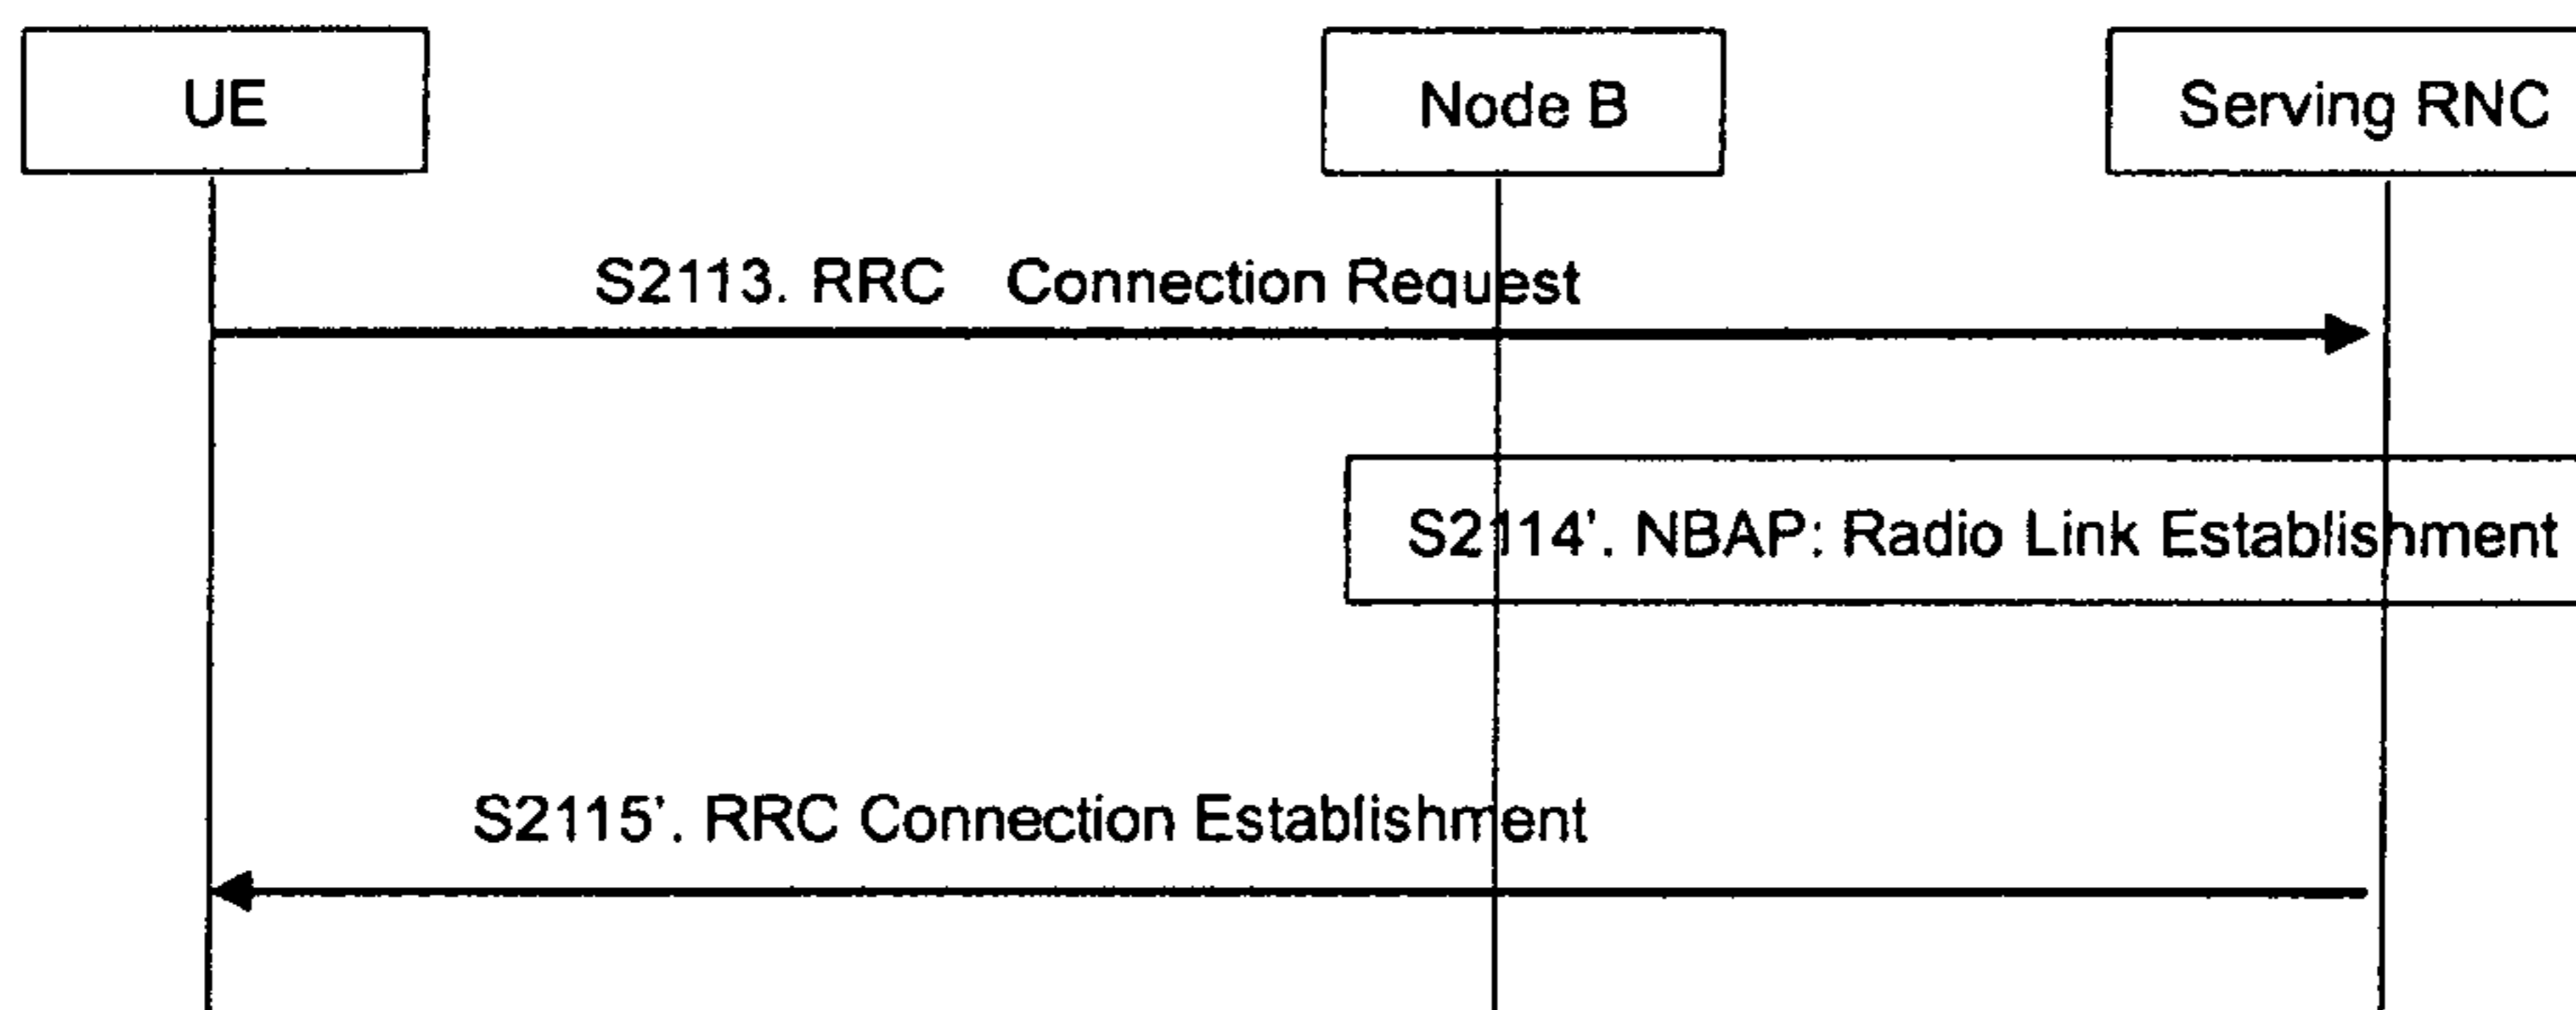 UE
Node B
Serving RNC
S2113. RRC Connection Request
S2114'. NBAP: Radio Link Establishment
S2115'. RRC Connection Establishment